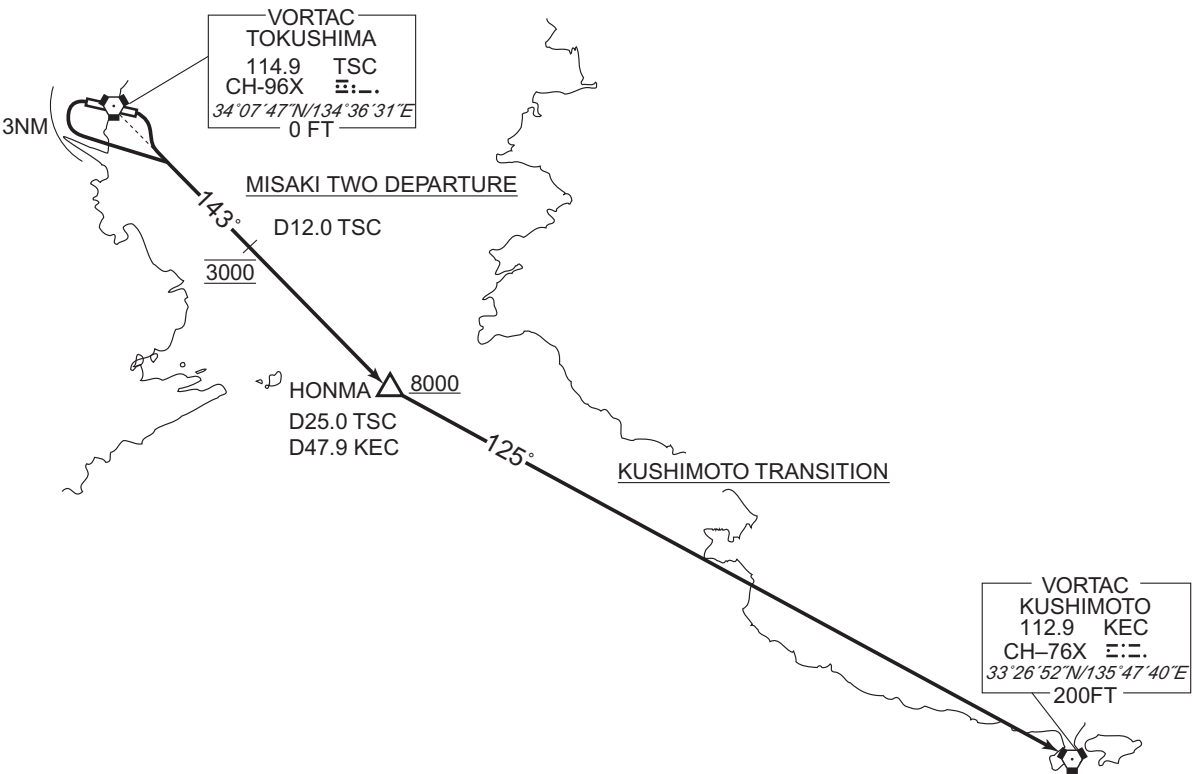 VORTAC
TOKUSHIMA
114.9 TSC
CH-96X
34°07´47˝N/134°36´31˝E
0 FT
3NM
MISAKI TWO DEPARTURE
143°
D12.0 TSC
3000
HONMA
8000
D25.0 TSC
D47.9 KEC
125°
KUSHIMOTO TRANSITION
VORTAC
KUSHIMOTO
112.9 KEC
CH–76X
33°26´52˝N/135°47´40˝E
200FT